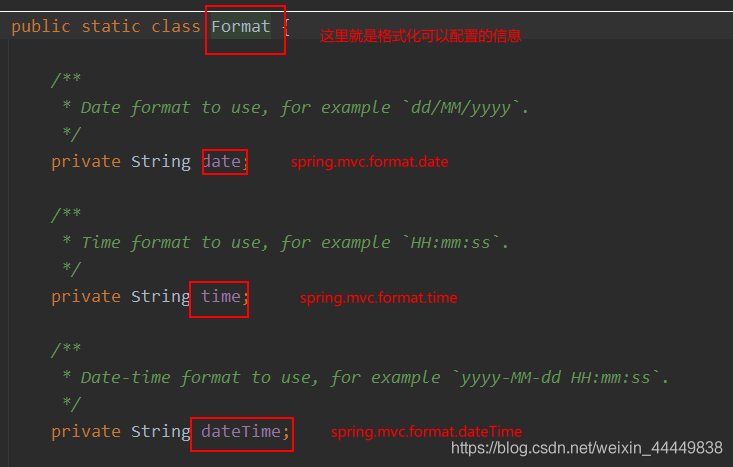 public static class Format { 这里就是格式化可以配置的信息
/**
* Date format to use, for example `dd/MM/yyyy`.
*/
private String date; spring.mvc.format.date
/**
* Time format to use, for example `HH:mm:ss`.
*/
private String time; spring.mvc.format.time
/**
* Date-time format to use, for example `yyyy-MM-dd HH:mm:ss`.
*/
private String dateTime; spring.mvc.format.dateTime
https://blog.csdn.net/weixin_44449838